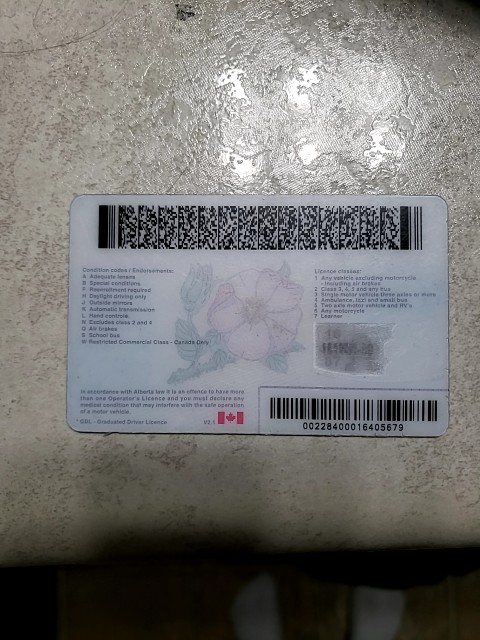 Condition codes / Endorsements:
A Adequate lenses
B Special conditions
F Reexamination required
H Daylight driving only
J Outside mirrors
K Automatic transmission
L Hand controls
N Excludes class 2 and 4
Q Air brakes
S School bus
W Restricted Commercial Class - Canada Only
Licence classes:
1 Any vehicle excluding motorcycle
- including air brakes
2 Class 3, 4, 5 and any bus
3 Single motor vehicle three axles or more
4 Ambulance, taxi and small bus
5 Two axle motor vehicle and RV's
6 Any motorcycle
7 Learner
In accordance with Alberta law it is an offence to have more
than one Operator's Licence and you must declare any
medical condition that may interfere with the safe operation
of a motor vehicle.
* GDL - Graduated Driver Licence
00228400016405679